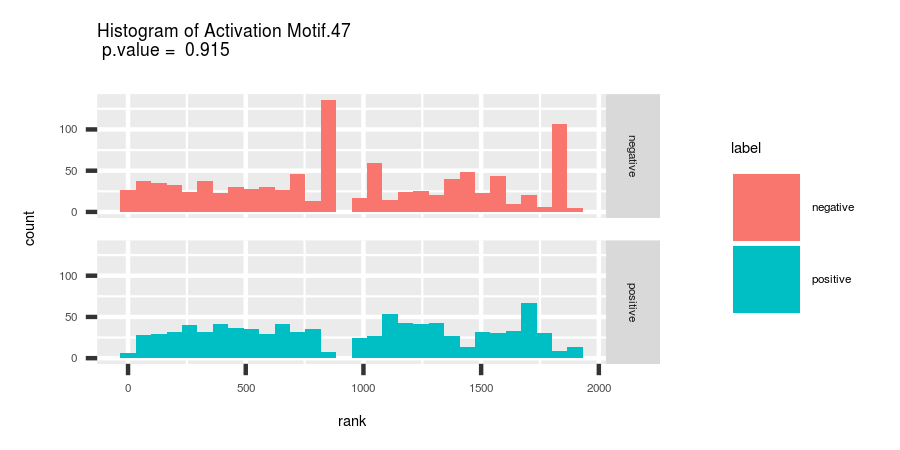 Histogram of Activation Motif.47
p.value = 0.915
count
100
50
0
negative
100
50
0
positive
0 500 1000 1500 2000
rank
label
negative
positive